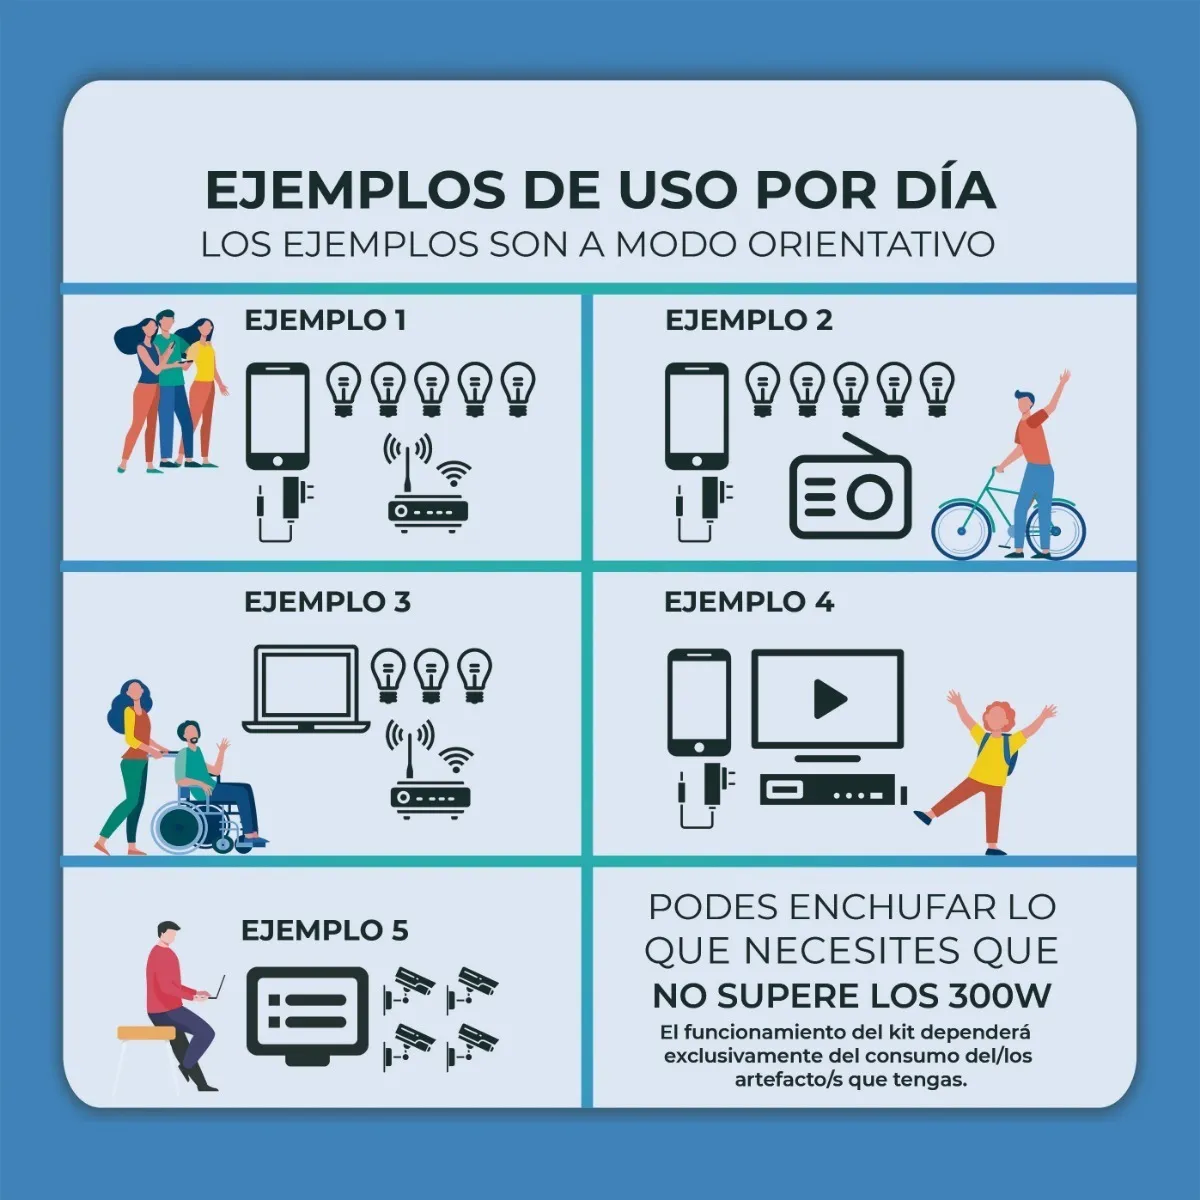 EJEMPLOS DE USO POR DÍA
LOS EJEMPLOS SON A MODO ORIENTATIVO
EJEMPLO 1
EJEMPLO 2
EJEMPLO 3
EJEMPLO 4
EJEMPLO 5
PODES ENCHUFAR LO
QUE NECESITES QUE
NO SUPERE LOS 300W
El funcionamiento del kit dependerá
exclusivamente del consumo del/los
artefacto/s que tengas.